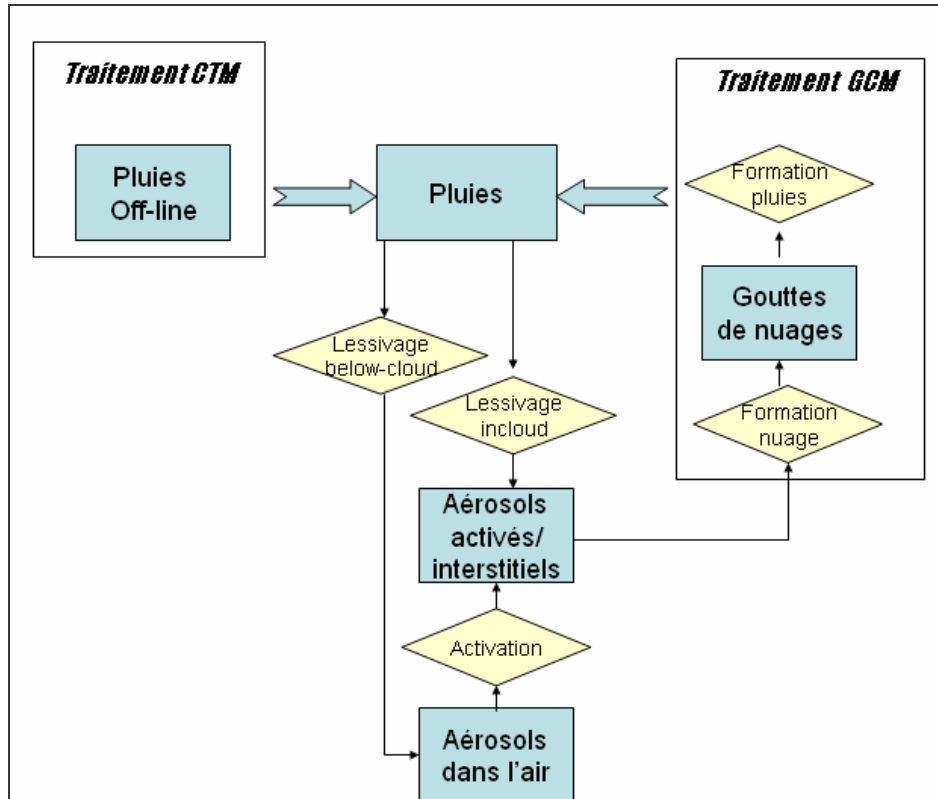 Traitement CTM
Pluies
Off-line
Pluies
Traitement GCM
Formation
pluies
Gouttes
de nuages
Formation
nuage
Lessivage
below-cloud
Lessivage
incloud
Aérosols
activés/
interstitiels
Activation
Aérosols
dans l'air